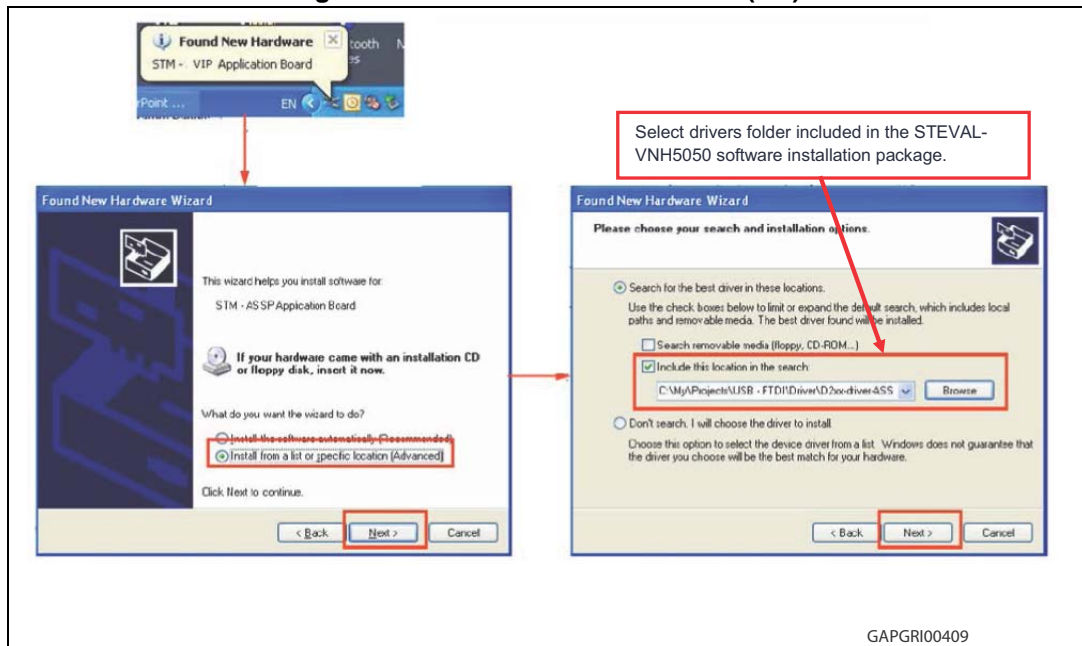 Found New Hardware
STM - VIP Application Board
tooth
EN
Select drivers folder included in the STEVAL-
VNH5050 software installation package.
Found New Hardware Wizard
This wizard helps you install software for:
STM - ASSP Application Board
If your hardware came with an installation CD
or floppy disk, insert it now.
What do you want the wizard to do?
Install the software automatically (Recommended)
Install from a list or specific location (Advanced)
Click Next to continue.
< Back
Next >
Cancel
Found New Hardware Wizard
Please choose your search and installation options.
Search for the best driver in these locations.
Use the check boxes below to limit or expand the default search, which includes local
paths and removable media. The best driver found will be installed.
Search removable media (floppy, CD-ROM...)
Include this location in the search:
C:\My\Projects\USB - FTDI\Driver\D2xx-driver-ASS
Browse
Don't search. I will choose the driver to install.
Choose this option to select the device driver from a list. Windows does not guarantee that
the driver you choose will be the best match for your hardware.
< Back
Next >
Cancel
GAPGRI00409